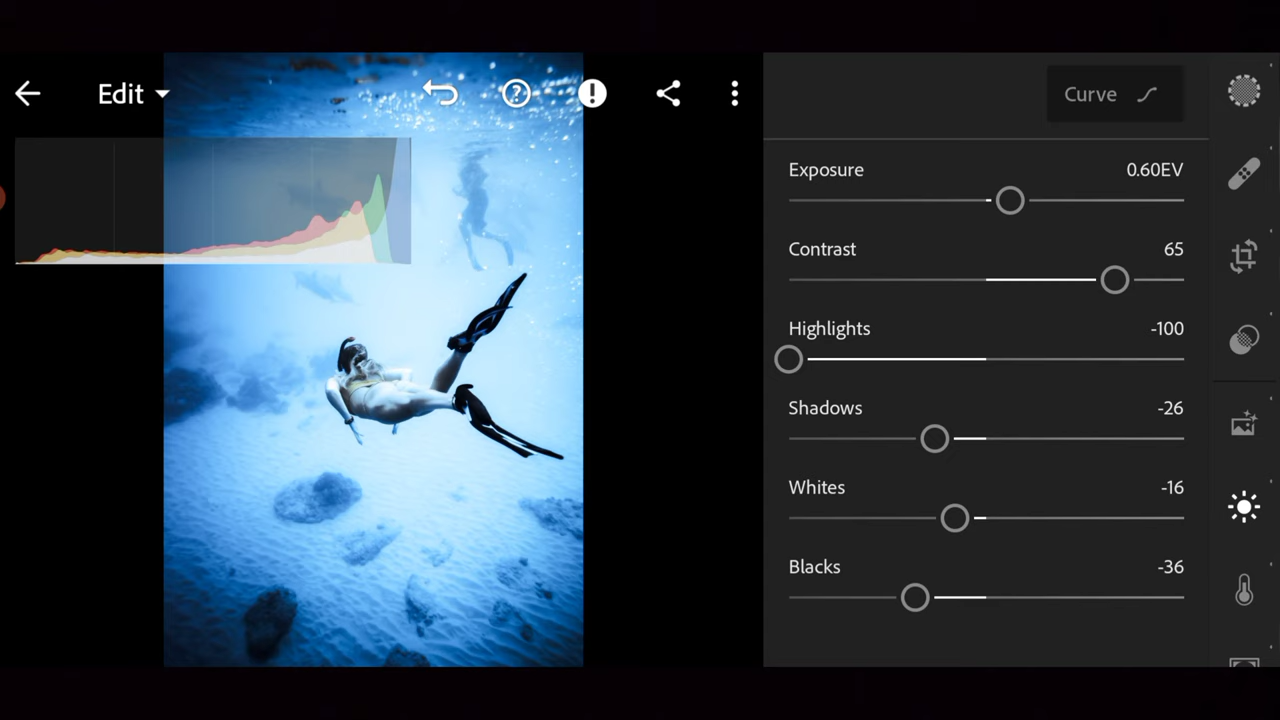 Edit
Curve
Exposure 0.60EV
Contrast 65
Highlights -100
Shadows -26
Whites -16
Blacks -36